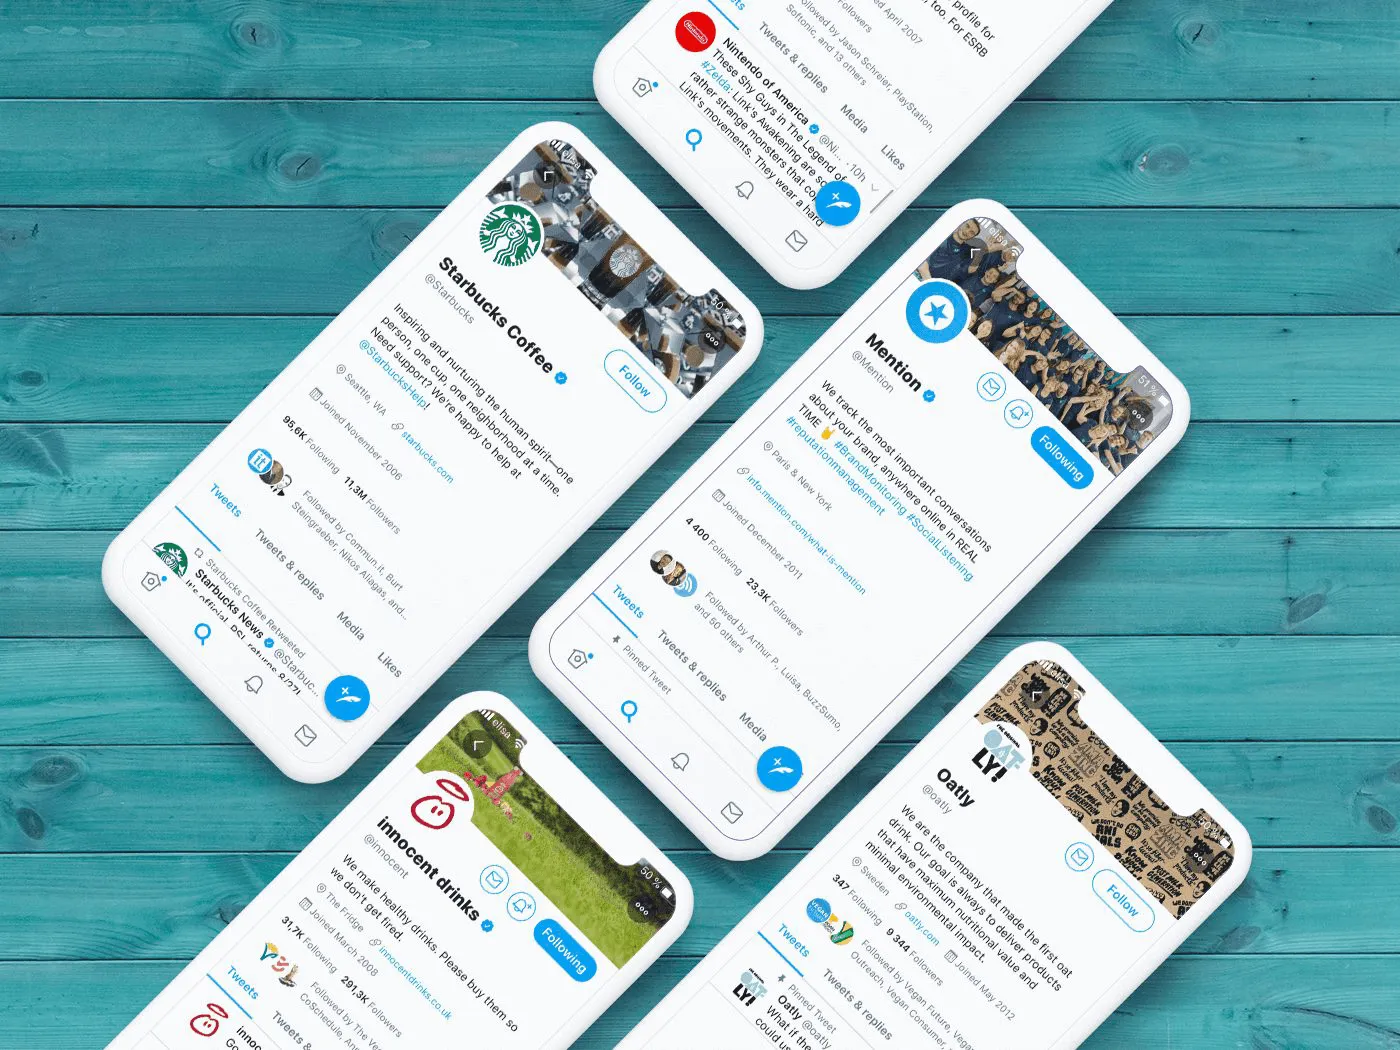 profile for
, too. For ESRB
ed April 2007
Followers
Followed by Jason Schreier, PlayStation,
Softonic, and 13 others
Tweets & replies
Media
Likes
Nintendo
Nintendo of America @Ni... · 10h
These Shy Guys in The Legend of
#Zelda: Link's Awakening are so
rather strange monsters that co
Link's movements. They wear a hard
elisa
50 %
Starbucks Coffee
@Starbucks
Follow
Inspiring and nurturing the human spirit—one
person, one cup, one neighborhood at a time.
Need support? We're happy to help at
@StarbucksHelp!
Seattle, WA
starbucks.com
Joined November 2006
95,6K Following
11,3M Followers
it
Followed by Commun.it, Burt
Steingraeber, Nikos Aliagas, and...
Tweets
Tweets & replies
Media
Likes
Starbucks Coffee Retweeted
Starbucks News @Starbuc...
It's official. PSL returns 8/27!
elisa
51 %
Mention
@Mention
Following
We track the most important conversations
about your brand, anywhere online in REAL
TIME 🤘 #BrandMonitoring #SocialListening
#reputationmanagement
Paris & New York
info.mention.com/what-is-mention
Joined December 2011
4 400 Following
23,3K Followers
Followed by Arthur P., Luisa, BuzzSumo,
and 50 others
Tweets
Tweets & replies
Media
Pinned Tweet
elisa
50 %
innocent drinks
@innocent
Following
We make healthy drinks. Please buy them so
we don't get fired.
The Fridge
innocentdrinks.co.uk
Joined March 2008
31,7K Following
291,3K Followers
Followed by The Ve
CoSchedule, An
Tweets
Tweets &
innoc
Go
THE ORIGINAL
OAT-
LY!
Oatly
@oatly
Follow
We are the company that made the first oat
drink. Our goal is always to deliver products
that have maximum nutritional value and
minimal environmental impact.
Sweden
oatly.com
Joined May 2012
347 Following
9 344 Followers
VEGAN
Followed by Vegan Future, Vega
Outreach, Vegan Consumer,
Tweets
Tweets & replies
Pinned Tweet
OAT-
LY!
Oatly @oatly
What if the
could us